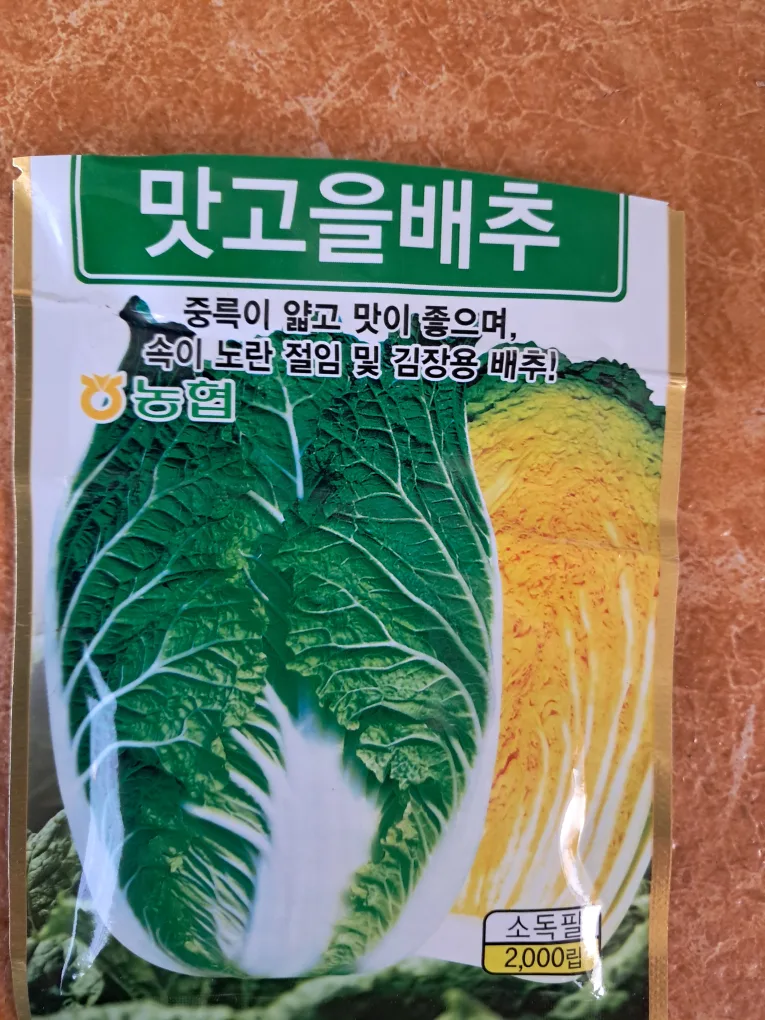 맛고을배추
중륵이 얇고 맛이 좋으며,
속이 노란 절임 및 김장용 배추!
농협
소독필
2,000립